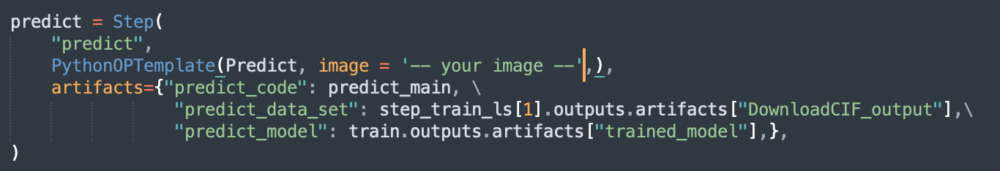 predict = Step(
    "predict",
    PythonOPTemplate(Predict, image = '-- your image --',),
    artifacts={"predict_code": predict_main, \
                "predict_data_set": step_train_ls[1].outputs.artifacts["DownloadCIF_output"],\
                "predict_model": train.outputs.artifacts["trained_model"],},
)